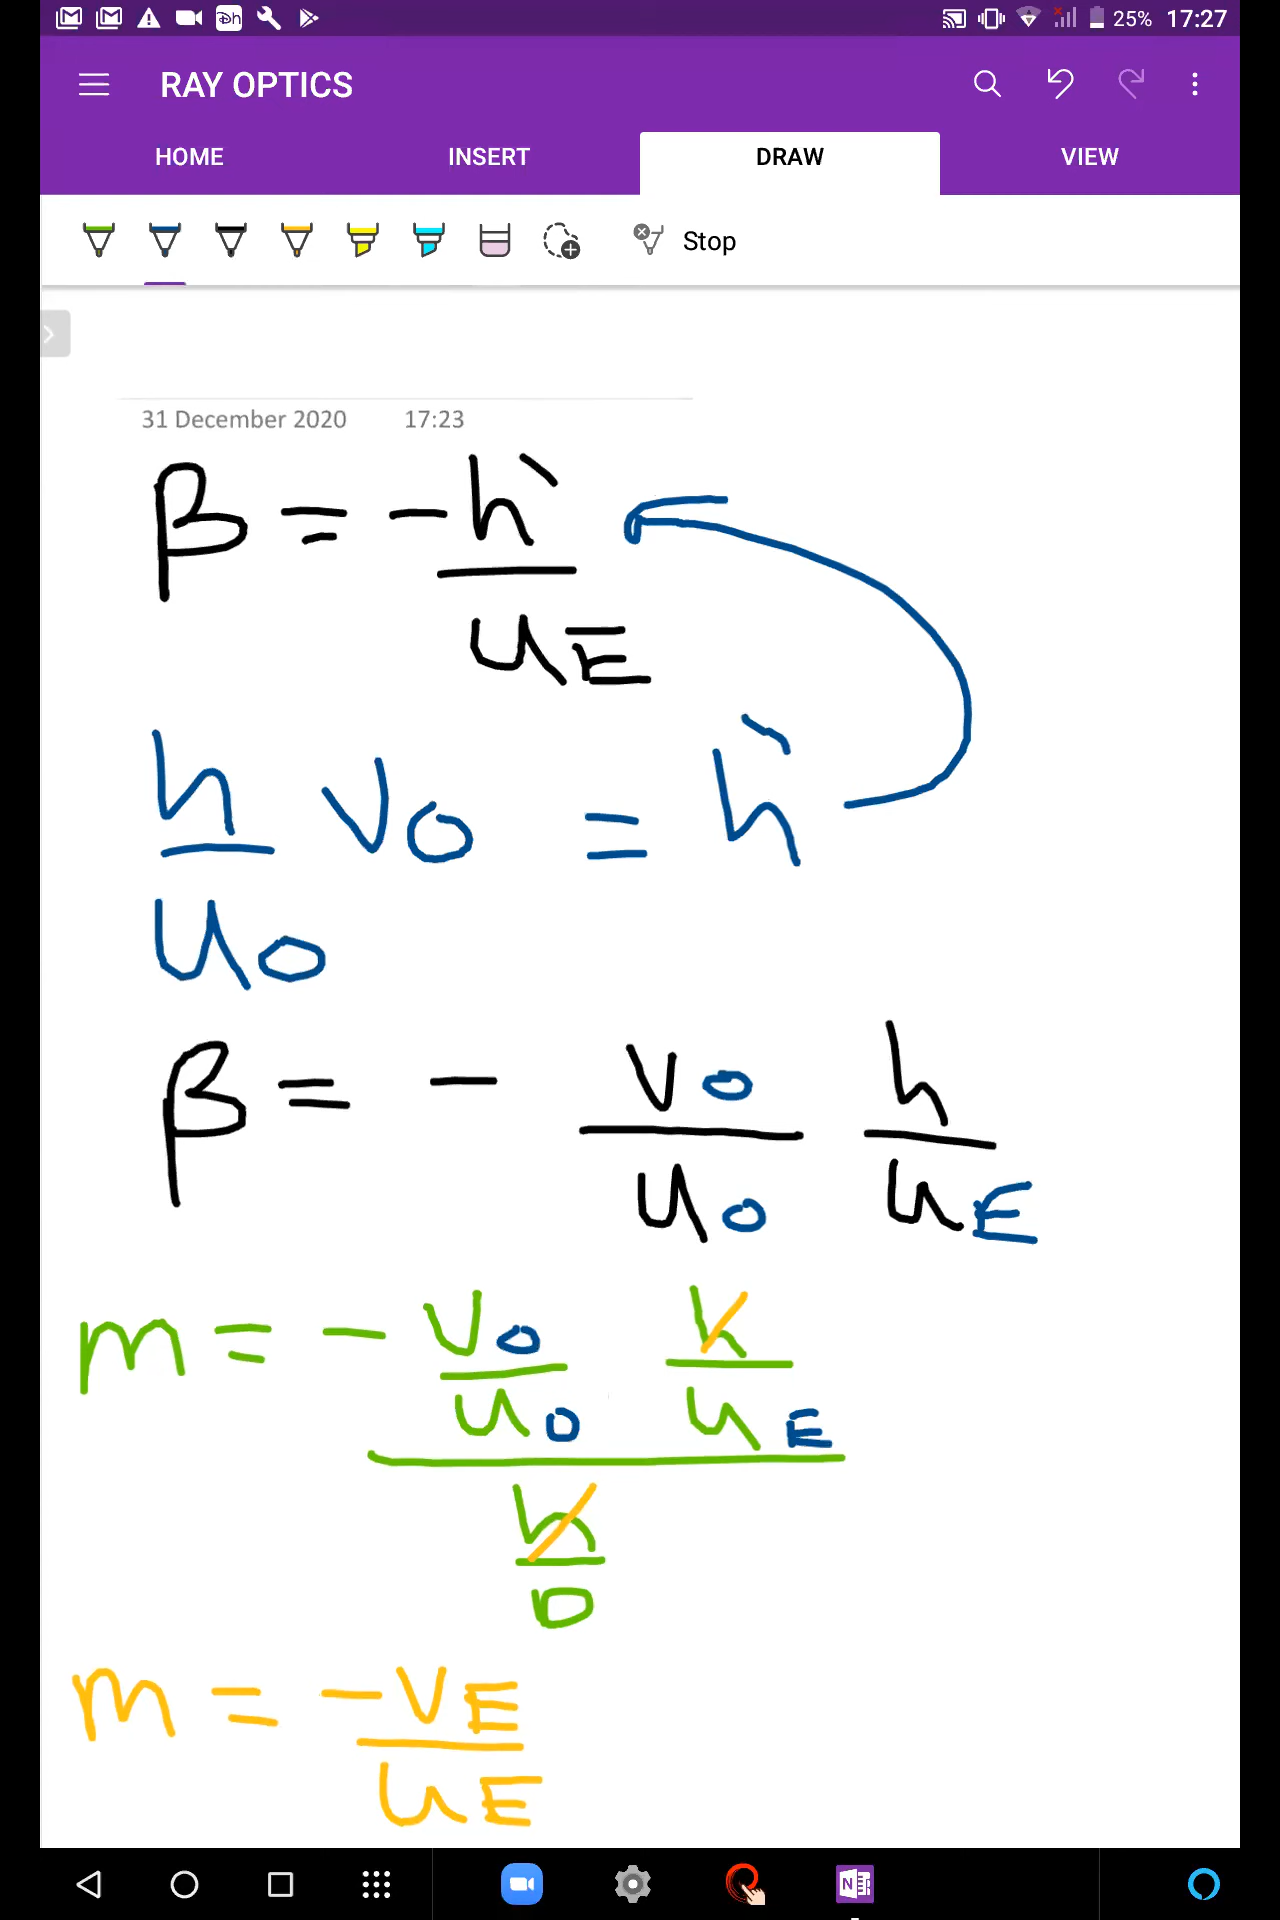 25% 17:27
RAY OPTICS
HOME INSERT DRAW VIEW
Stop
31 December 2020 17:23
β = -h`
uE
h vo = h`
uo
β = - vo h
uo uE
m = - vo h
uo uE
h
D
m = -vE
uE